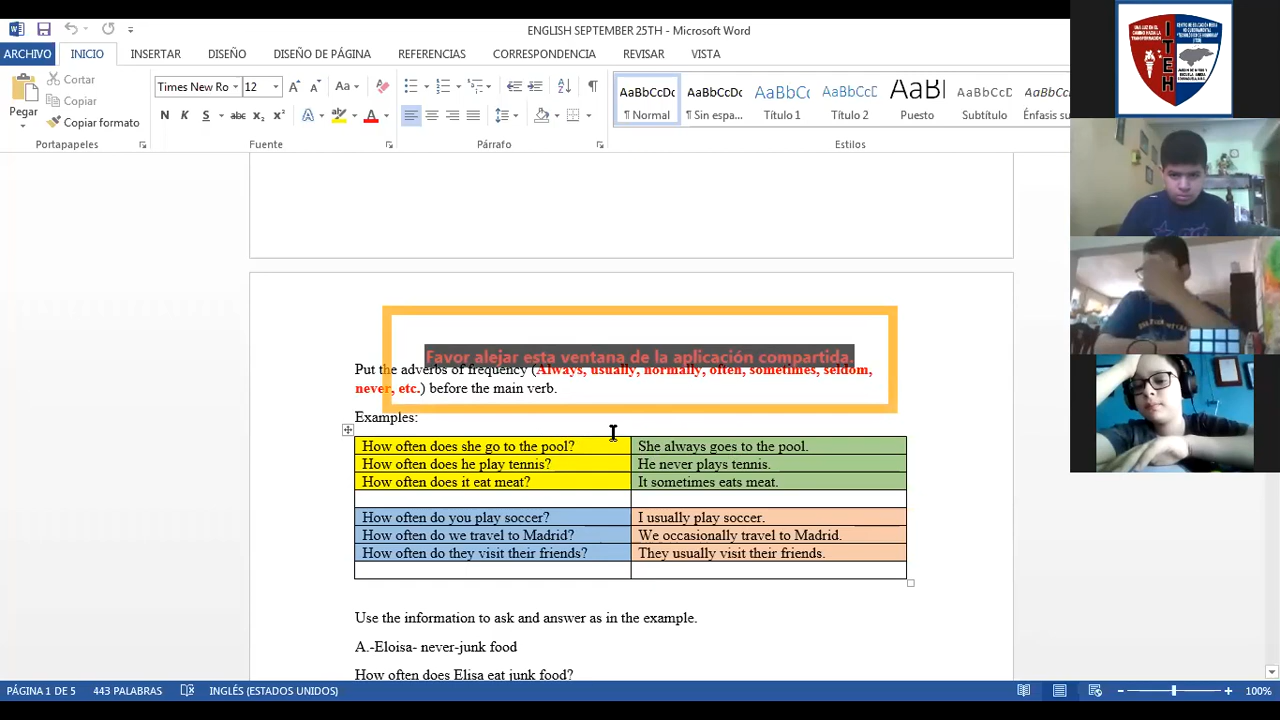 ENGLISH SEPTEMBER 25TH - Microsoft Word
ARCHIVO INICIO INSERTAR DISEÑO DISEÑO DE PÁGINA REFERENCIAS CORRESPONDENCIA REVISAR VISTA
Pegar
Cortar
Copiar
Copiar formato
Portapapeles
Times New Ro 12
Fuente
Párrafo
AaBbCcDc AaBbCcDc AaBbCc AaBbCcD AaBl AaBbCcD
¶ Normal ¶ Sin espa... Título 1 Título 2 Puesto Subtítulo Énfasis su
Estilos
ITEH
Favor alejar esta ventana de la aplicación compartida.
Put the adverbs of frequency (Always, usually, normally, often, sometimes, seldom,
never, etc.) before the main verb.
Examples:
How often does she go to the pool? She always goes to the pool.
How often does he play tennis? He never plays tennis.
How often does it eat meat? It sometimes eats meat.
How often do you play soccer? I usually play soccer.
How often do we travel to Madrid? We occasionally travel to Madrid.
How often do they visit their friends? They usually visit their friends.
Use the information to ask and answer as in the example.
A.-Eloisa- never-junk food
How often does Elisa eat junk food?
PÁGINA 1 DE 5 443 PALABRAS INGLÉS (ESTADOS UNIDOS) 100%